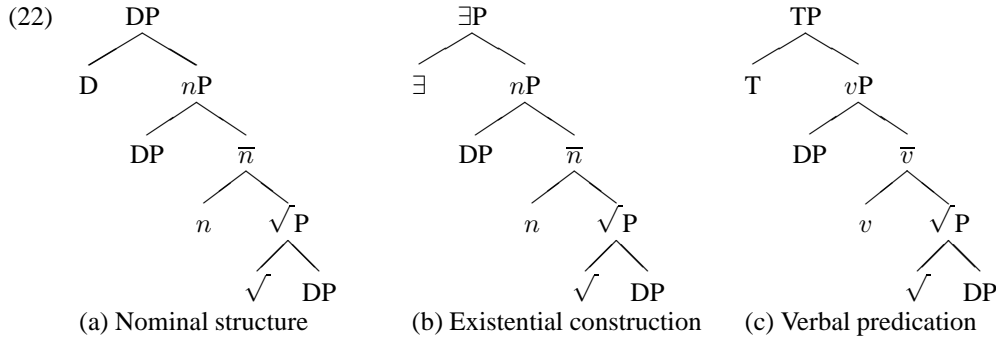 (22) DP ∃P TP
D nP ∃ nP T vP
DP n̅ DP n̅ DP v̅
n √P n √P v √P
√ DP √ DP √ DP
(a) Nominal structure (b) Existential construction (c) Verbal predication